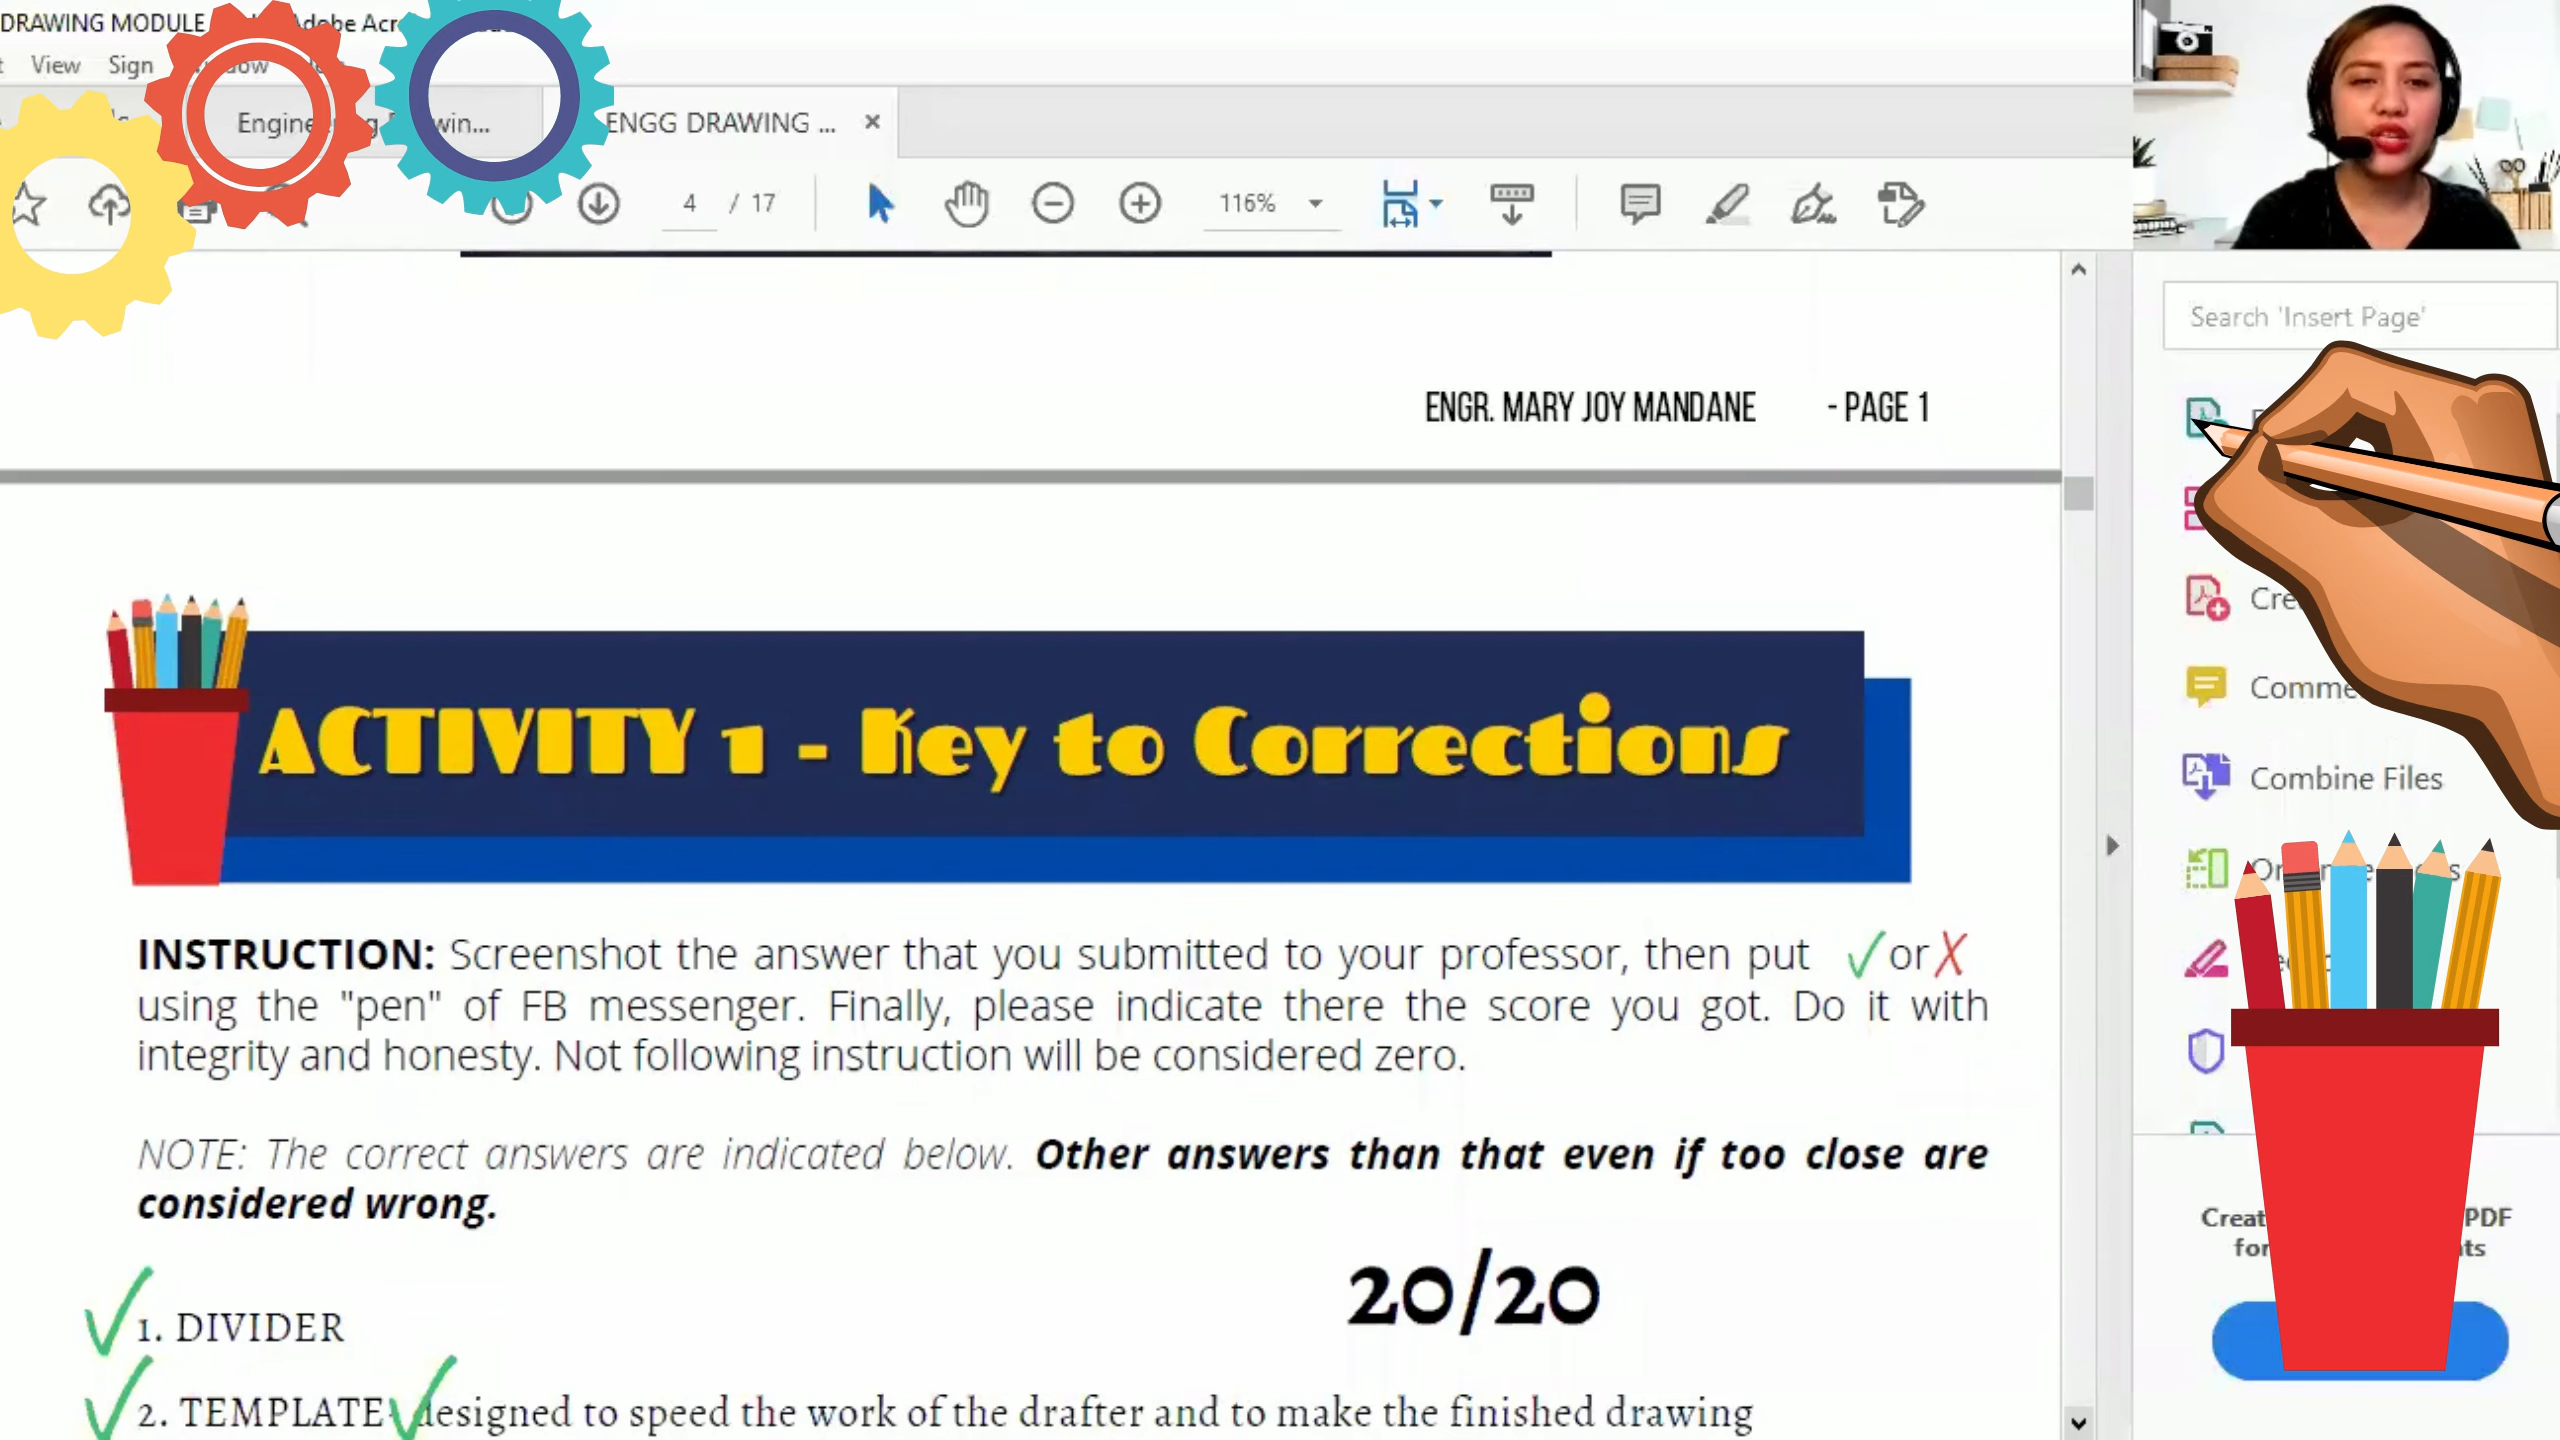 DRAWING MODULE
View Sign
ENGG DRAWING ...
4 / 17
116%
Search 'Insert Page'
ENGR. MARY JOY MANDANE - PAGE 1
Combine Files
ACTIVITY 1 - Key to Corrections
INSTRUCTION: Screenshot the answer that you submitted to your professor, then put ✓ or X
using the "pen" of FB messenger. Finally, please indicate there the score you got. Do it with
integrity and honesty. Not following instruction will be considered zero.
NOTE: The correct answers are indicated below. Other answers than that even if too close are
considered wrong.
20/20
1. DIVIDER
2. TEMPLATE designed to speed the work of the drafter and to make the finished drawing
PDF